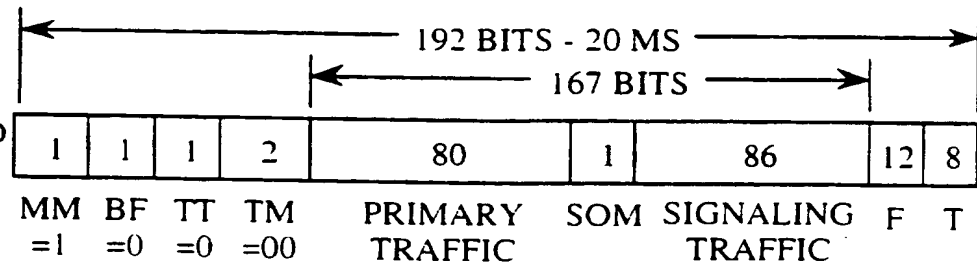 192 BITS - 20 MS
167 BITS
1 1 1 2 80 1 86 12 8
MM BF TT TM PRIMARY SOM SIGNALING F T
=1 =0 =0 =00 TRAFFIC TRAFFIC